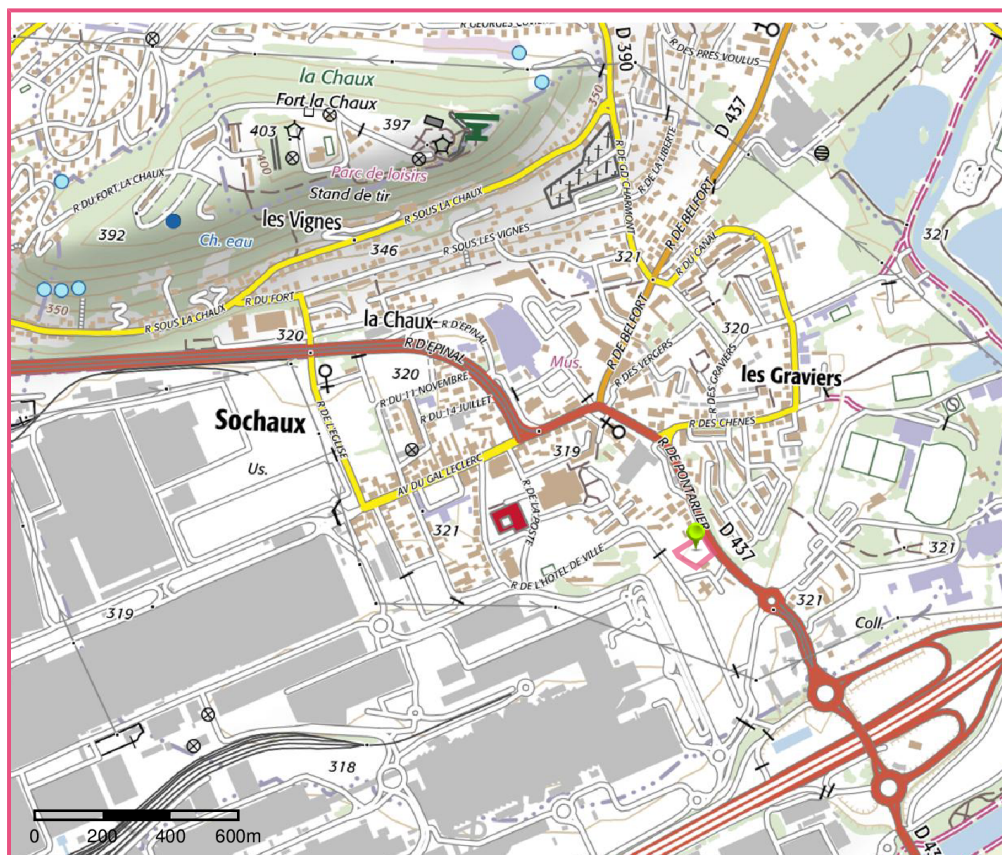 R GEORGES CUVIER
D 390
R DES PRES VOULUS
D 437
la Chaux
Fort la Chaux
350
403
397
400
Parc de loisirs
Stand de tir
R DU FORT LA CHAUX
R DE GD CHARMONT
R DE LA LIBERTE
les Vignes
R SOUS LA CHAUX
392
Ch. eau
346
R SOUS LES VIGNES
R DE BELFORT
321
R DU CANAL
321
350
R SOUS LA CHAUX
R DU FORT
320
la Chaux
R D'EPINAL
R D'EPINAL
R DE BELFORT
320
Mus.
R DES VERGERS
R DES GRAVIERS
les Graviers
320
R DU 11 NOVEMBRE
R DU 14 JUILLET
Sochaux
R DE L'EGLISE
Us.
AV DU GAL LECLERC
319
R DES CHENES
R DE PONTARLIER
321
R DE LA POSTE
D 437
321
R DE L'HOTEL DE VILLE
321
319
Coll.
318
0 200 400 600m
D 43